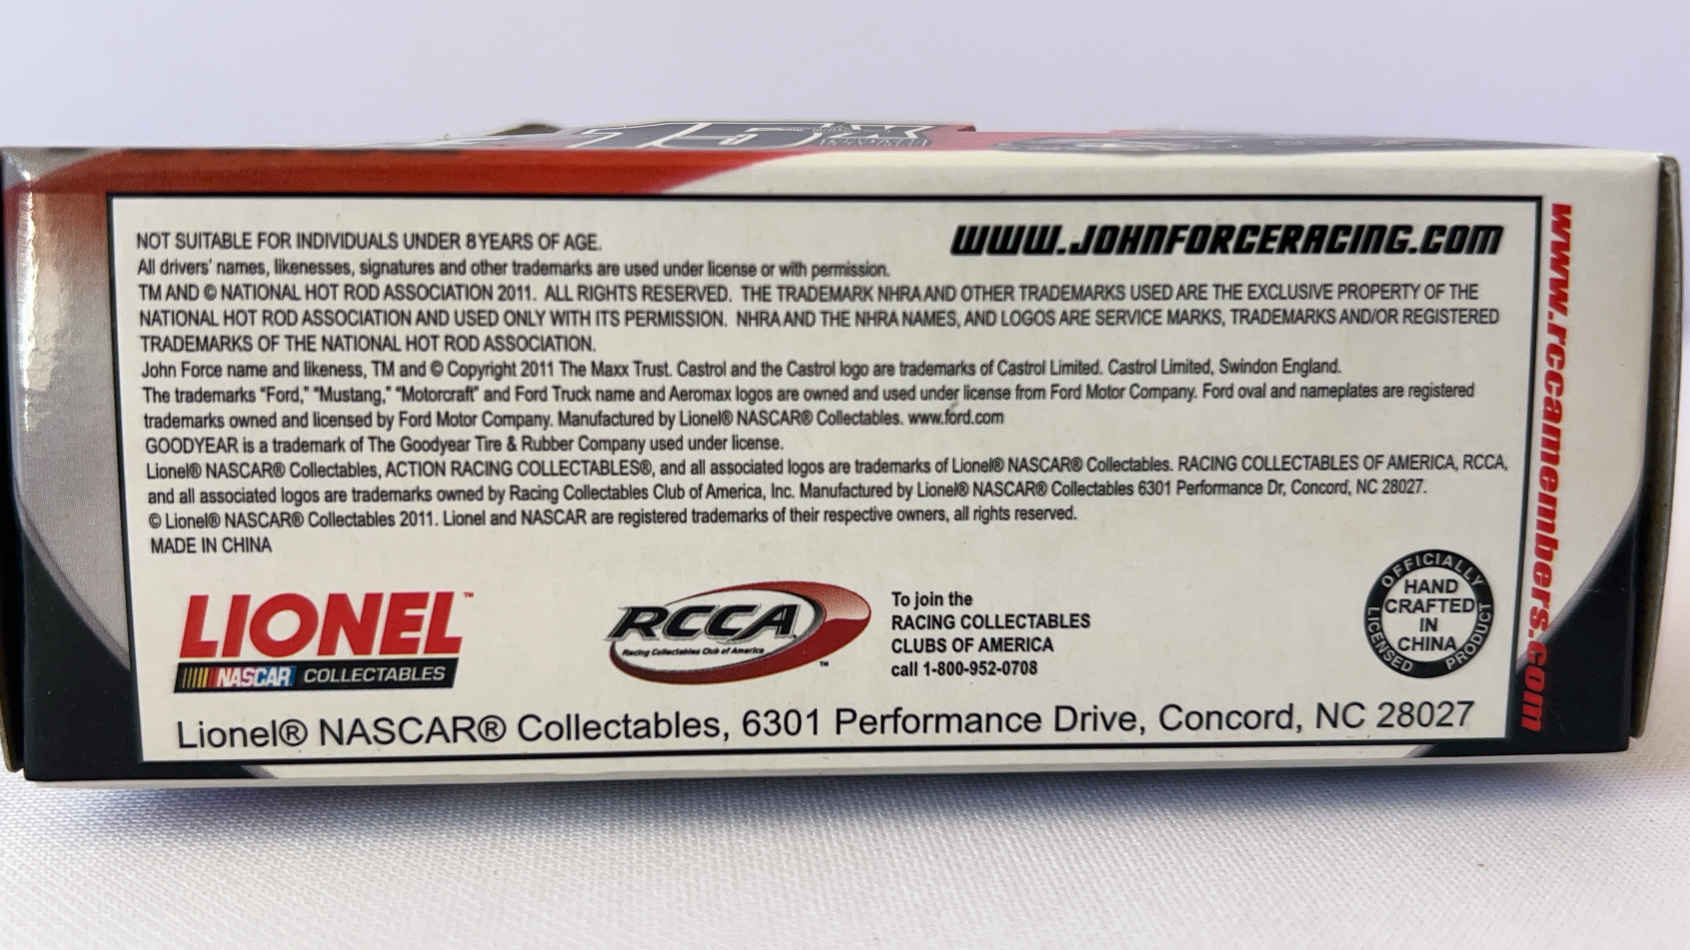 NOT SUITABLE FOR INDIVIDUALS UNDER 8 YEARS OF AGE.
WWW.JOHNFORCERACING.COM
All drivers' names, likenesses, signatures and other trademarks are used under license or with permission.
TM AND © NATIONAL HOT ROD ASSOCIATION 2011. ALL RIGHTS RESERVED. THE TRADEMARK NHRA AND OTHER TRADEMARKS USED ARE THE EXCLUSIVE PROPERTY OF THE
NATIONAL HOT ROD ASSOCIATION AND USED ONLY WITH ITS PERMISSION. NHRA AND THE NHRA NAMES, AND LOGOS ARE SERVICE MARKS, TRADEMARKS AND/OR REGISTERED
TRADEMARKS OF THE NATIONAL HOT ROD ASSOCIATION.
John Force name and likeness, TM and © Copyright 2011 The Maxx Trust. Castrol and the Castrol logo are trademarks of Castrol Limited. Castrol Limited, Swindon England.
The trademarks "Ford," "Mustang," "Motorcraft" and Ford Truck name and Aeromax logos are owned and used under license from Ford Motor Company. Ford oval and nameplates are registered
trademarks owned and licensed by Ford Motor Company. Manufactured by Lionel® NASCAR® Collectables. www.ford.com
GOODYEAR is a trademark of The Goodyear Tire & Rubber Company used under license.
Lionel® NASCAR® Collectables, ACTION RACING COLLECTABLES®, and all associated logos are trademarks of Lionel® NASCAR® Collectables. RACING COLLECTABLES OF AMERICA, RCCA,
and all associated logos are trademarks owned by Racing Collectables Club of America, Inc. Manufactured by Lionel® NASCAR® Collectables 6301 Performance Dr, Concord, NC 28027.
© Lionel® NASCAR® Collectables 2011. Lionel and NASCAR are registered trademarks of their respective owners, all rights reserved.
MADE IN CHINA
LIONEL™
NASCAR COLLECTABLES
RCCA
Racing Collectables Club of America
™
To join the
RACING COLLECTABLES
CLUBS OF AMERICA
call 1-800-952-0708
OFFICIALLY
LICENSED
PRODUCT
HAND
CRAFTED
IN
CHINA
Lionel® NASCAR® Collectables, 6301 Performance Drive, Concord, NC 28027
www.rccamembers.com